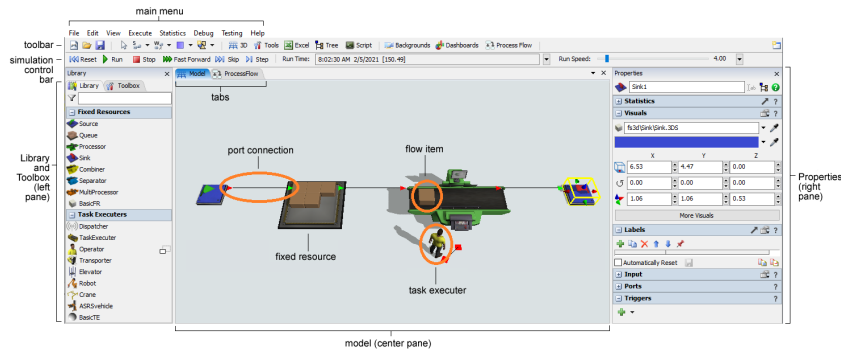 main menu
File Edit View Execute Statistics Debug Testing Help
toolbar
3D Tools Excel Tree Script Backgrounds Dashboards Process Flow
simulation control bar
Reset Run Stop Fast Forward Skip Step Run Time: 8:02:30 AM 2/5/2021 [150.49] Run Speed: 4.00
Library
Library Toolbox
Fixed Resources
Source
Queue
Processor
Sink
Combiner
Separator
MultiProcessor
BasicFR
Task Executers
Dispatcher
TaskExecuter
Operator
Transporter
Elevator
Robot
Crane
ASRSvehicle
BasicTE
Library and Toolbox (left pane)
Model ProcessFlow
tabs
port connection
flow item
fixed resource
task executer
model (center pane)
Properties
Sink1
Statistics
Visuals
fs3d\Sink\Sink.3DS
X Y Z
6.53 4.47 0.00
0.00 0.00 0.00
1.06 1.06 0.53
More Visuals
Labels
Automatically Reset
Input
Ports
Triggers
Properties (right pane)